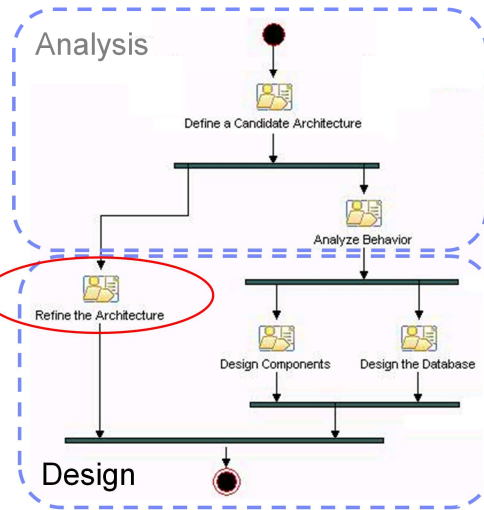 Analysis
Define a Candidate Architecture
Analyze Behavior
Refine the Architecture
Design Components
Design the Database
Design